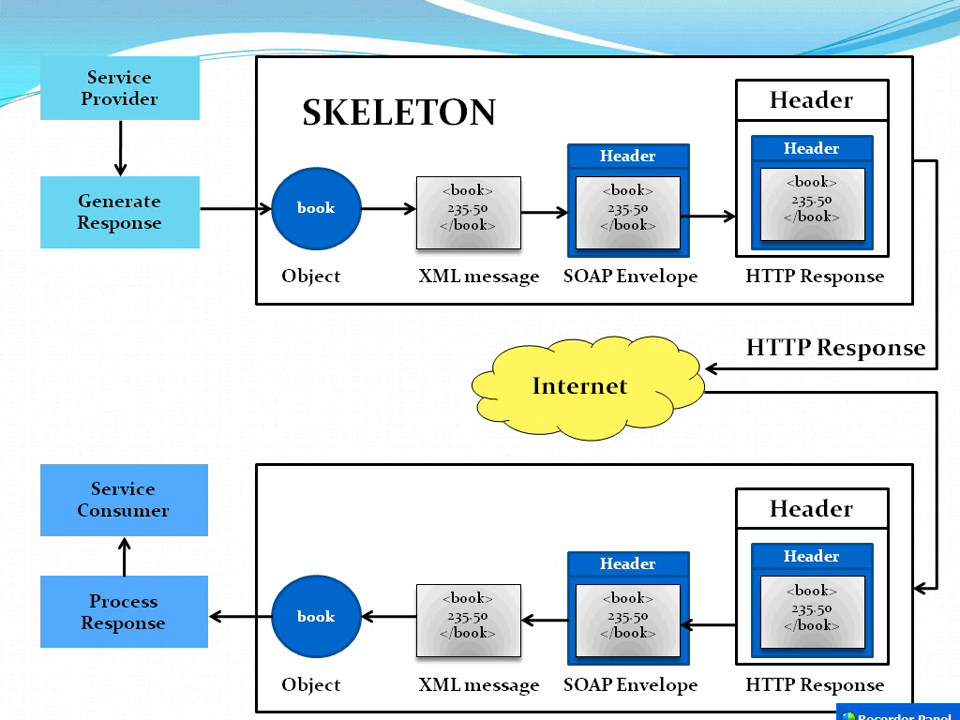 Service
Provider
SKELETON
Header
Header
Header
Generate
Response
book
<book>
235.50
</book>
<book>
235.50
</book>
<book>
235.50
</book>
Object
XML message
SOAP Envelope
HTTP Response
HTTP Response
Internet
Service
Consumer
Header
Header
Header
Process
Response
book
<book>
235.50
</book>
<book>
235.50
</book>
<book>
235.50
</book>
Object
XML message
SOAP Envelope
HTTP Response
Recorder Panel